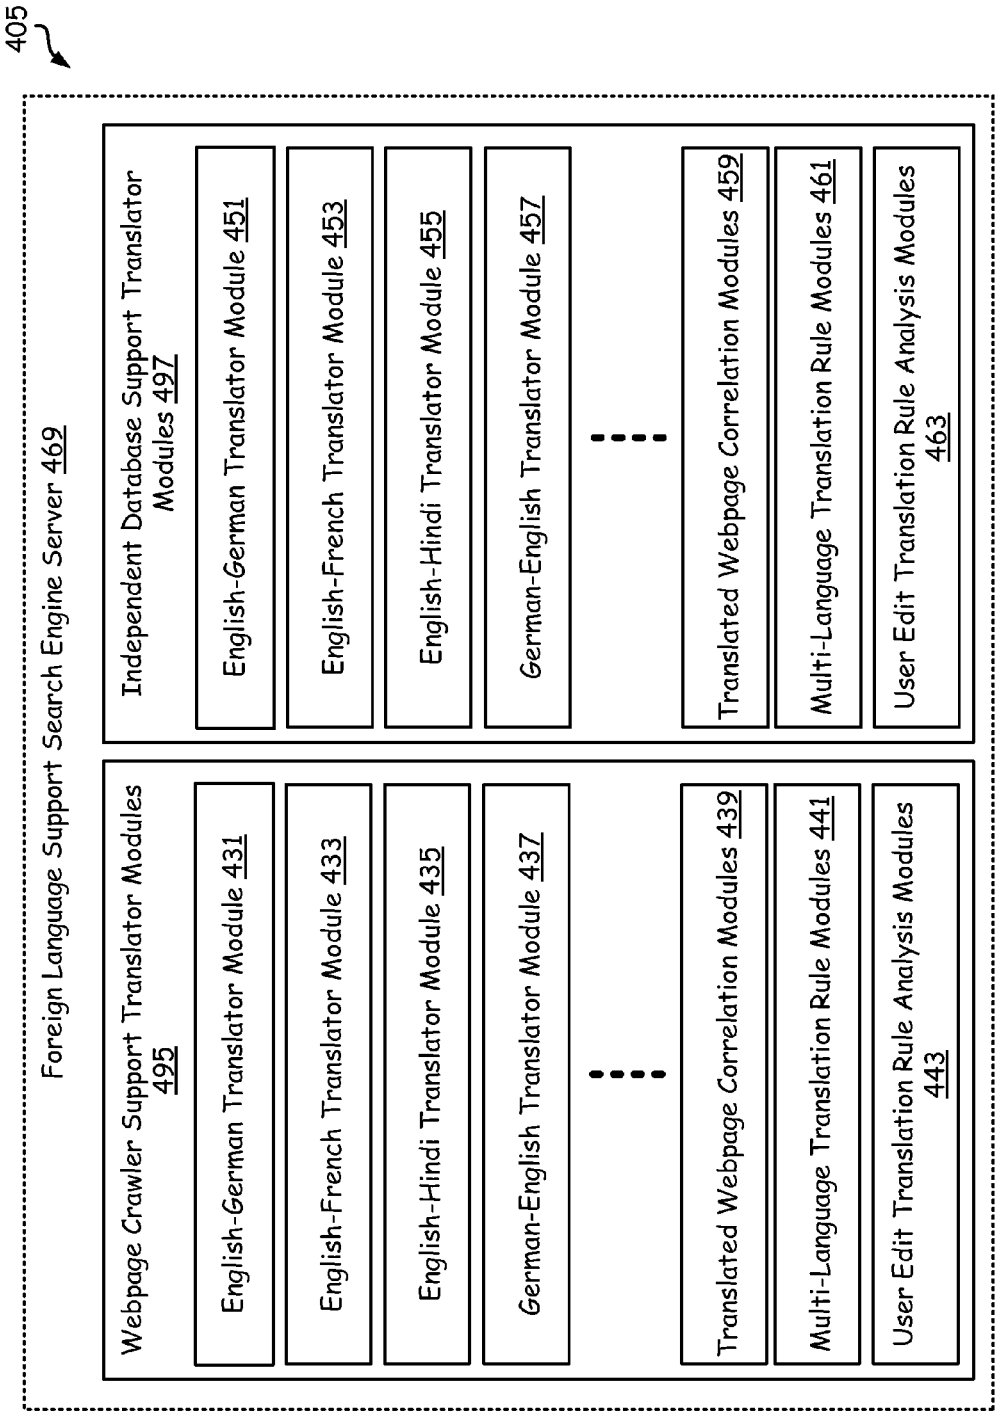 405
Foreign Language Support Search Engine Server 469
Webpage Crawler Support Translator Modules
495
English-German Translator Module 431
English-French Translator Module 433
English-Hindi Translator Module 435
German-English Translator Module 437
Translated Webpage Correlation Modules 439
Multi-Language Translation Rule Modules 441
User Edit Translation Rule Analysis Modules
443
Independent Database Support Translator
Modules 497
English-German Translator Module 451
English-French Translator Module 453
English-Hindi Translator Module 455
German-English Translator Module 457
Translated Webpage Correlation Modules 459
Multi-Language Translation Rule Modules 461
User Edit Translation Rule Analysis Modules
463